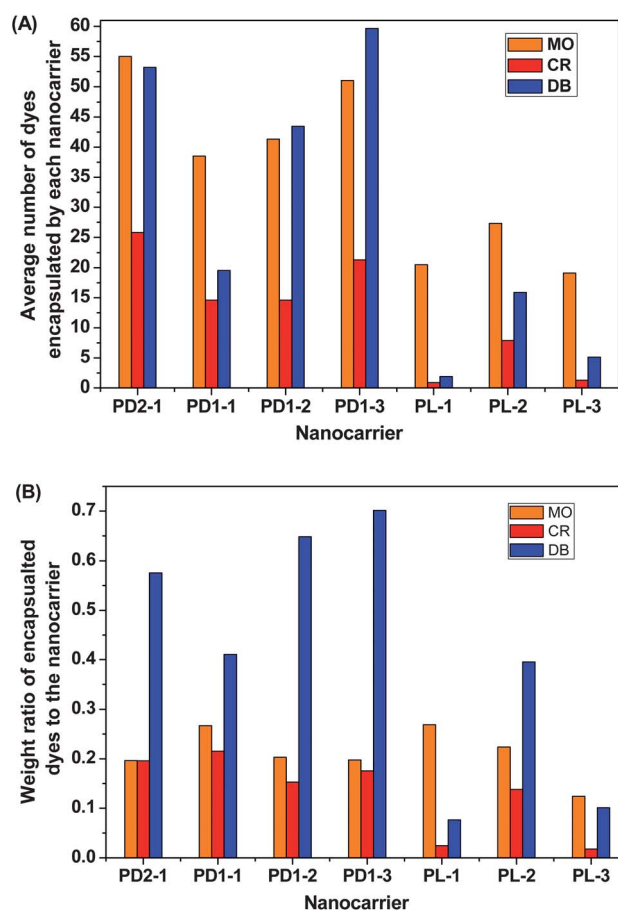 (A)
60
55
50
45
40
35
30
25
20
15
10
5
0
Average number of dyes
encapsulated by each nanocarrier
MO
CR
DB
PD2-1 PD1-1 PD1-2 PD1-3 PL-1 PL-2 PL-3
Nanocarrier
(B)
0.7
0.6
0.5
0.4
0.3
0.2
0.1
0.0
Weight ratio of encapsualted
dyes to the nanocarrier
MO
CR
DB
PD2-1 PD1-1 PD1-2 PD1-3 PL-1 PL-2 PL-3
Nanocarrier